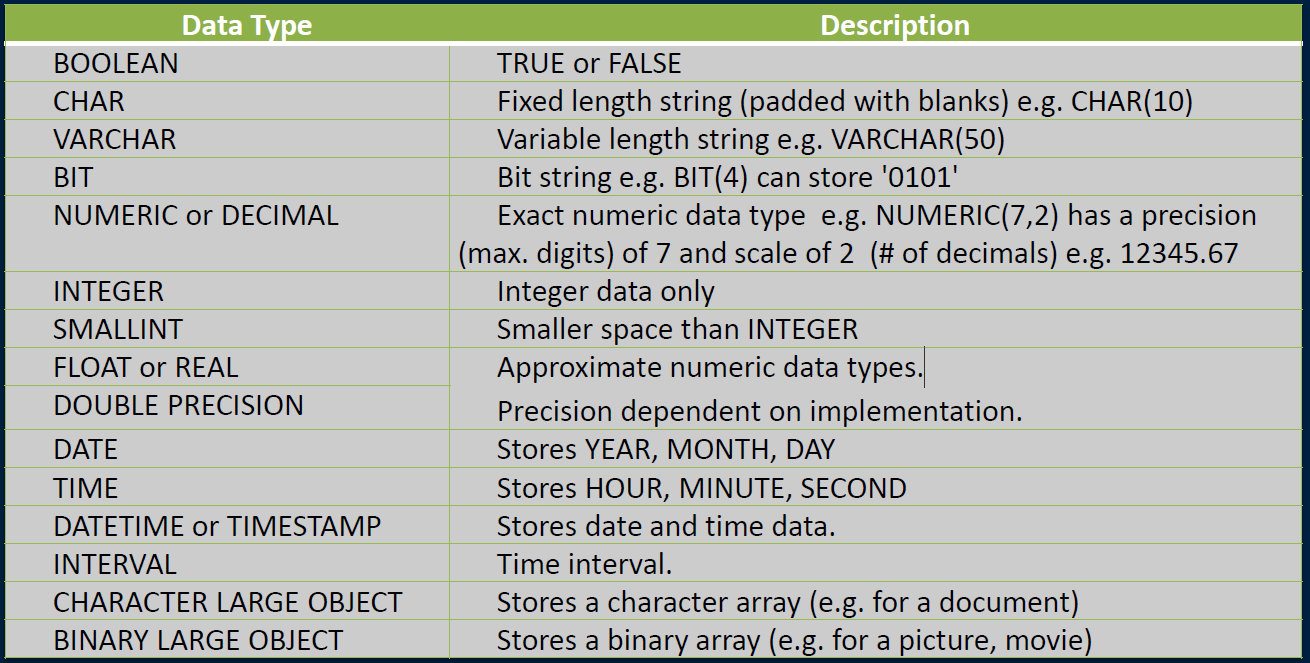 Data Type Description
BOOLEAN TRUE or FALSE
CHAR Fixed length string (padded with blanks) e.g. CHAR(10)
VARCHAR Variable length string e.g. VARCHAR(50)
BIT Bit string e.g. BIT(4) can store '0101'
NUMERIC or DECIMAL Exact numeric data type e.g. NUMERIC(7,2) has a precision
(max. digits) of 7 and scale of 2 (# of decimals) e.g. 12345.67
INTEGER Integer data only
SMALLINT Smaller space than INTEGER
FLOAT or REAL Approximate numeric data types.
DOUBLE PRECISION Precision dependent on implementation.
DATE Stores YEAR, MONTH, DAY
TIME Stores HOUR, MINUTE, SECOND
DATETIME or TIMESTAMP Stores date and time data.
INTERVAL Time interval.
CHARACTER LARGE OBJECT Stores a character array (e.g. for a document)
BINARY LARGE OBJECT Stores a binary array (e.g. for a picture, movie)